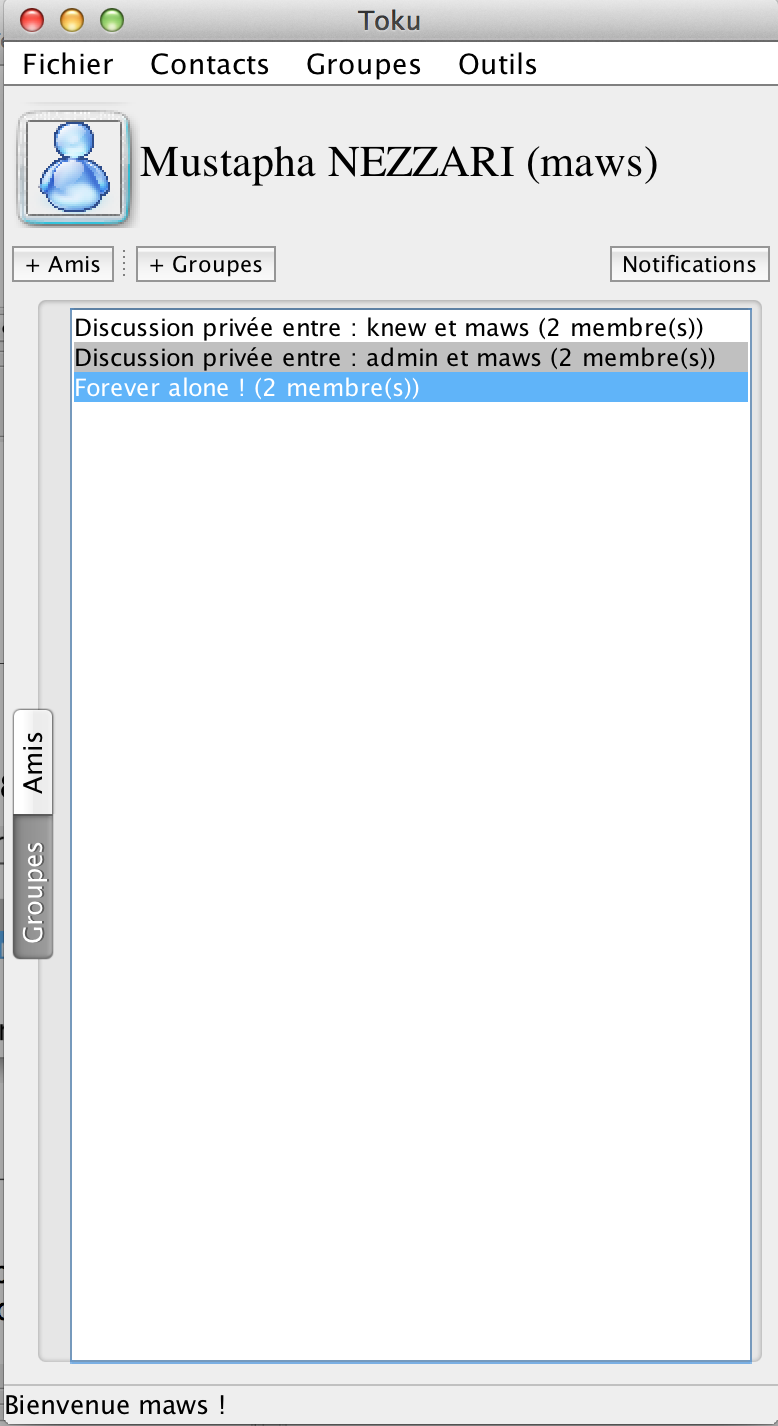 Toku
Fichier Contacts Groupes Outils
Mustapha NEZZARI (maws)
+ Amis + Groupes Notifications
Discussion privée entre : knew et maws (2 membre(s))
Discussion privée entre : admin et maws (2 membre(s))
Forever alone ! (2 membre(s))
Amis
Groupes
Bienvenue maws !